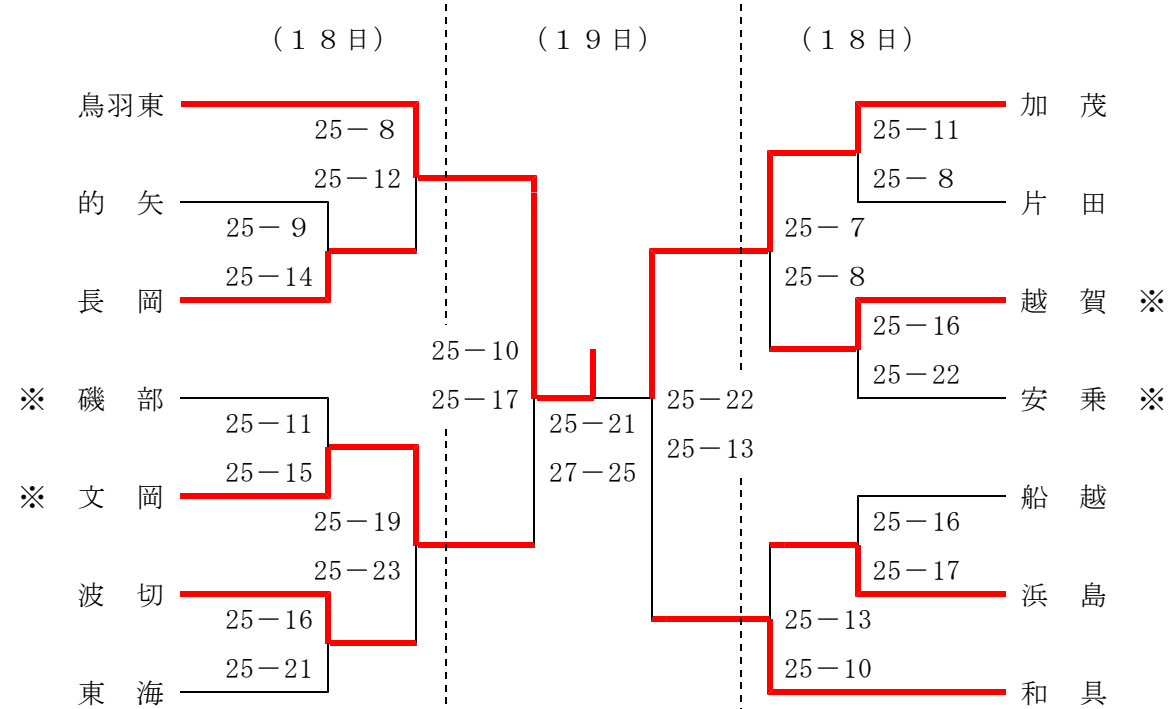 (１８日) (１９日) (１８日)
鳥羽東 加 茂
25－８ 25－11
25－12 25－８
的 矢 片 田
25－９ 25－７
25－14 25－８
長 岡 越 賀 ※
25－16
25－10
25－22
※ 磯 部 25－17 25－22 安 乗 ※
25－11 25－21
25－13
25－15 27－25
※ 文 岡 船 越
25－19 25－16
25－23 25－17
波 切 浜 島
25－16 25－13
25－21 25－10
東 海 和 具